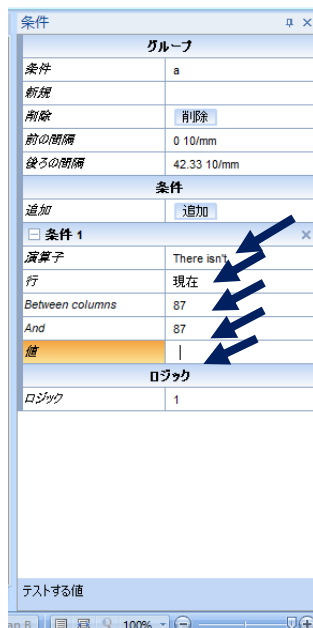 条件
グループ
条件 a
新規
削除 削除
前の間隔 0 10/mm
後ろの間隔 42.33 10/mm
条件
追加 追加
条件 1
演算子 There isn't
行 現在
Between columns 87
And 87
値
ロジック
ロジック 1
テストする値
100%